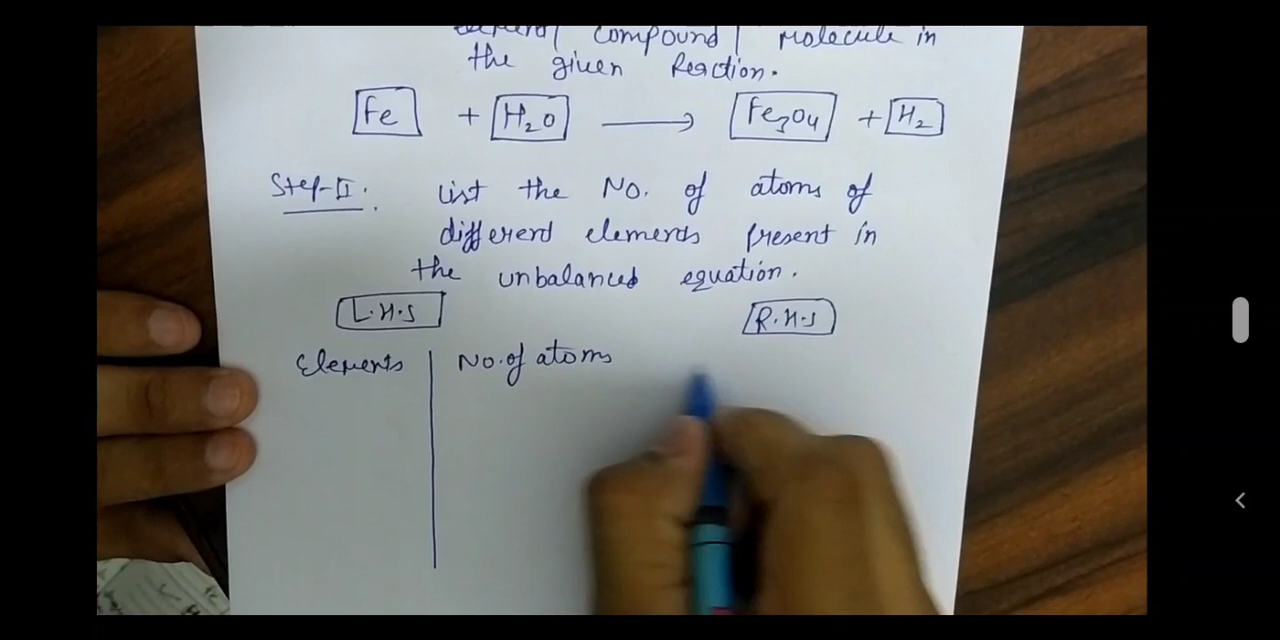 element| compound| molecule in
the given Reaction.
Fe + H₂O → Fe₃O₄ + H₂
Step-II: List the No. of atoms of
different elements present in
the unbalanced equation.
L.H.S R.H.S
Elements No. of atoms